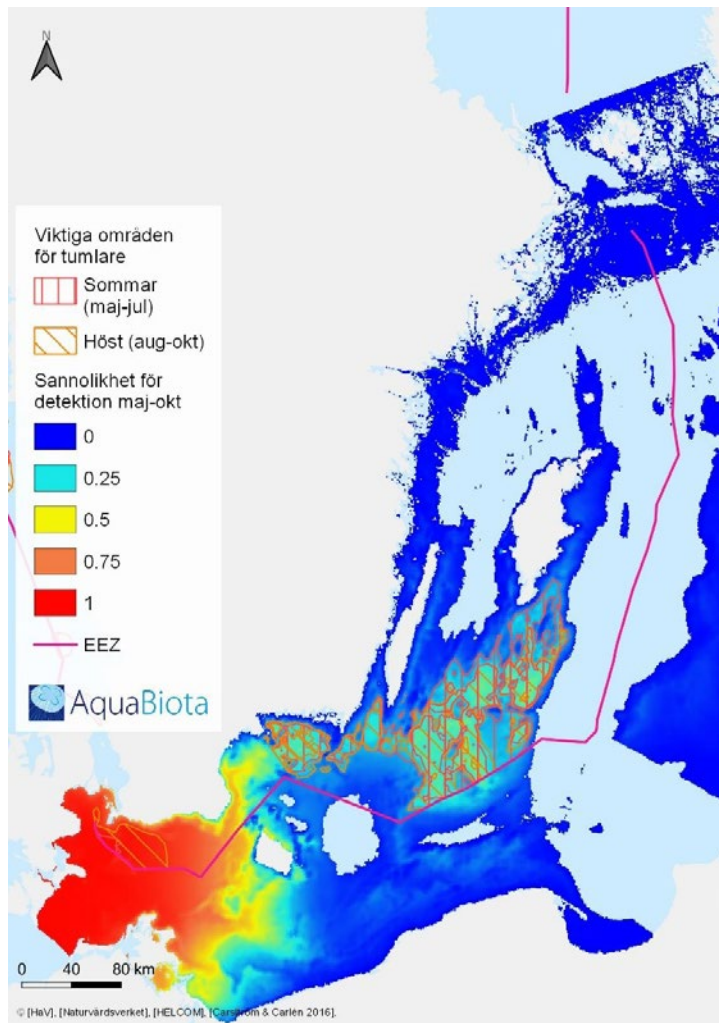 N
Viktiga områden
för tumlare
Sommar
(maj-jul)
Höst (aug-okt)
Sannolikhet för
detektion maj-okt
0
0.25
0.5
0.75
1
EEZ
AquaBiota
0 40 80 km
© [HaV], [Naturvårdsverket], [HELCOM], [Carström & Carlén 2016].